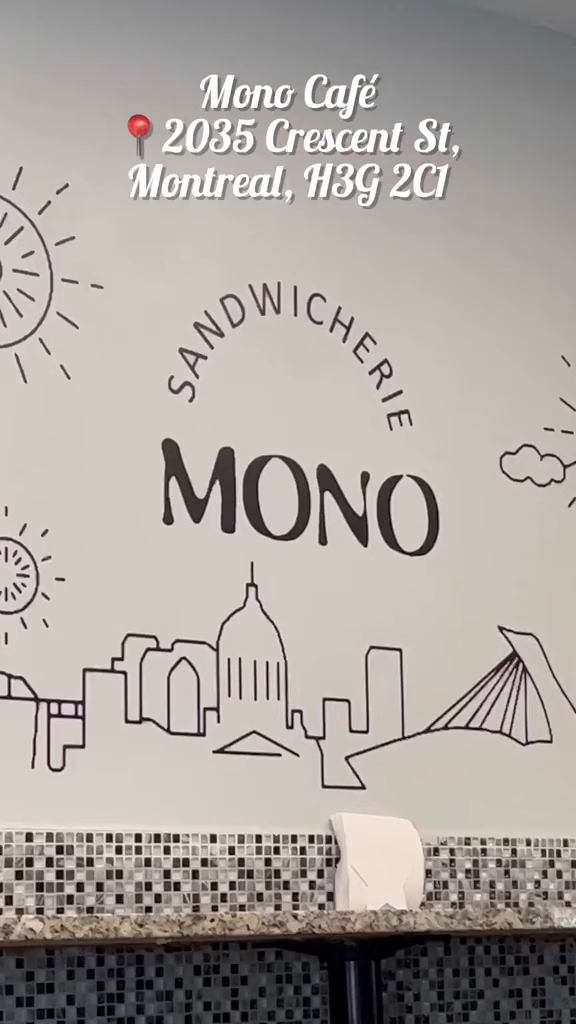 Mono Café
📍2035 Crescent St,
Montreal, H3G 2C1
SANDWICHERIE
MONO